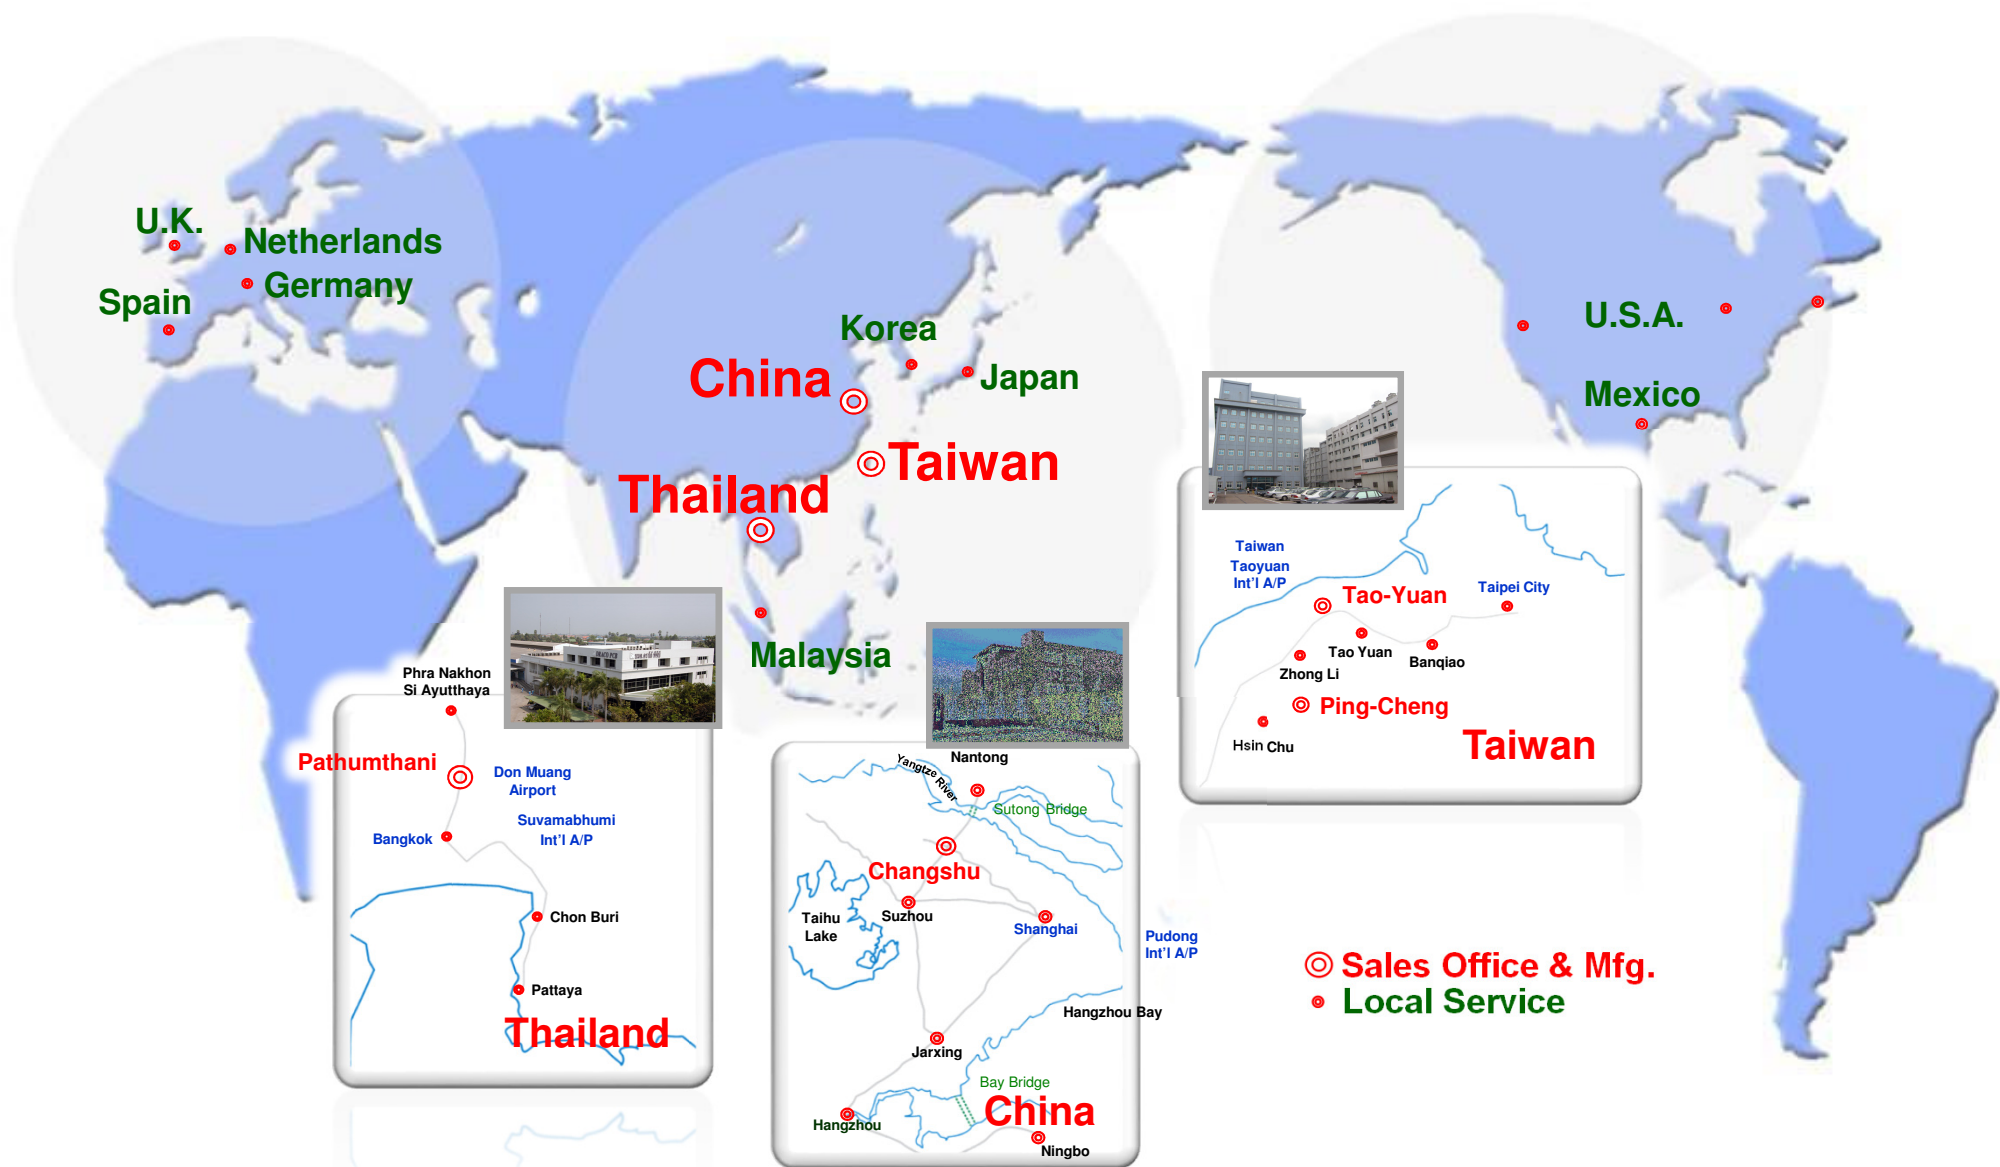 U.K.
Netherlands
Germany
Spain
Korea
China
Japan
Taiwan
Thailand
Malaysia
U.S.A.
Mexico
Phra Nakhon
Si Ayutthaya
Pathumthani
Don Muang
Airport
Suvamabhumi
Int'l A/P
Bangkok
Chon Buri
Pattaya
Thailand
Nantong
Yangtze River
Sutong Bridge
Changshu
Taihu
Lake
Suzhou
Shanghai
Pudong
Int'l A/P
Hangzhou Bay
Jarxing
Bay Bridge
China
Hangzhou
Ningbo
Taiwan
Taoyuan
Int'l A/P
Tao-Yuan
Taipei City
Tao Yuan
Banqiao
Zhong Li
Ping-Cheng
Hsin Chu
Taiwan
Sales Office & Mfg.
Local Service